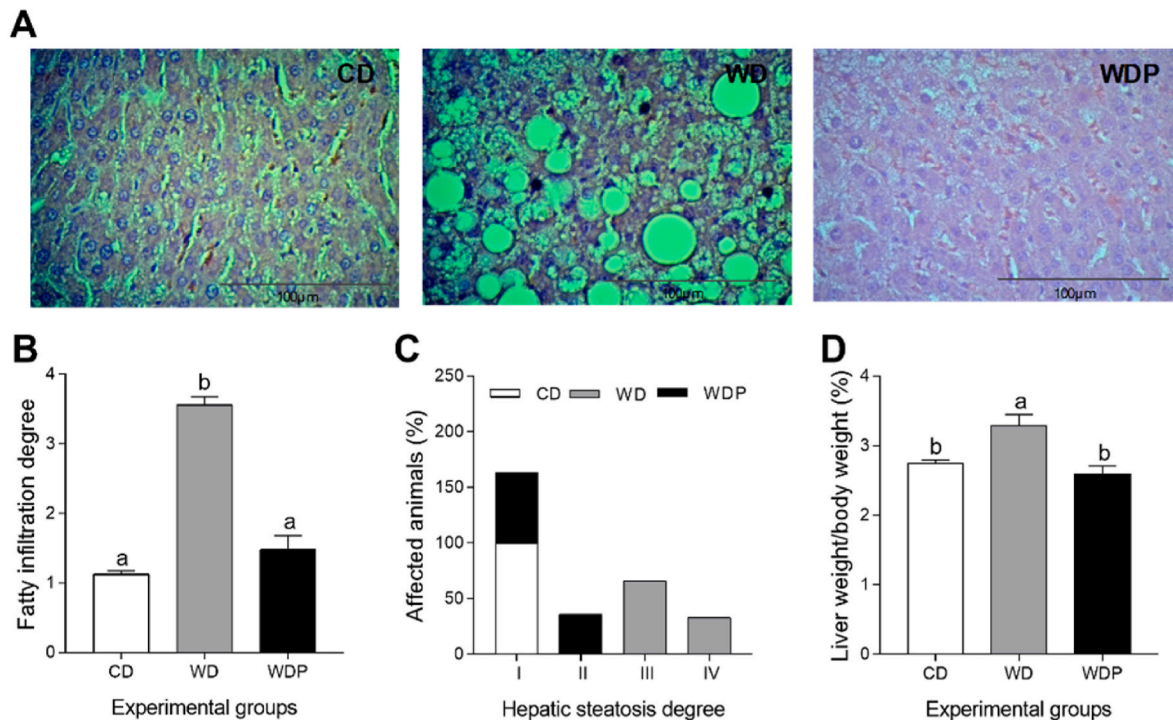 A
CD
WD
WDP
100µm
100µm
100µm
B
Fatty infiltration degree
4
3
2
1
0
b
a
a
CD
WD
WDP
Experimental groups
C
Affected animals (%)
250
200
150
100
50
0
CD
WD
WDP
I
II
III
IV
Hepatic steatosis degree
D
Liver weight/body weight (%)
4
3
2
1
0
b
a
b
CD
WD
WDP
Experimental groups